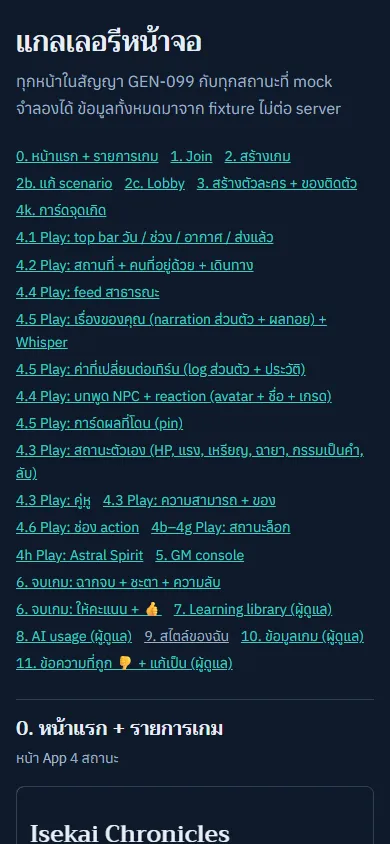 แกลเลอรีหน้าจอ
ทุกหน้าในสัญญา GEN-099 กับทุกสถานะที่ mock
จำลองได้ ข้อมูลทั้งหมดมาจาก fixture ไม่ต่อ server
0. หน้าแรก + รายการเกม 1. Join 2. สร้างเกม
2b. แก้ scenario 2c. Lobby 3. สร้างตัวละคร + ของติดตัว
4k. การ์ดจุดเกิด
4.1 Play: top bar วัน / ช่วง / อากาศ / ส่งแล้ว
4.2 Play: สถานที่ + คนที่อยู่ด้วย + เดินทาง
4.4 Play: feed สาธารณะ
4.5 Play: เรื่องของคุณ (narration ส่วนตัว + ผลทอย) +
Whisper
4.5 Play: ค่าที่เปลี่ยนต่อเทิร์น (log ส่วนตัว + ประวัติ)
4.4 Play: บทพูด NPC + reaction (avatar + ชื่อ + เกรด)
4.5 Play: การ์ดผลที่โดน (pin)
4.3 Play: สถานะตัวเอง (HP, แรง, เหรียญ, ฉายา, กรรมเป็นคำ,
ลับ)
4.3 Play: คู่หู 4.3 Play: ความสามารถ + ของ
4.6 Play: ช่อง action 4b–4g Play: สถานะล็อก
4h Play: Astral Spirit 5. GM console
6. จบเกม: ฉากจบ + ชะตา + ความลับ
6. จบเกม: ให้คะแนน + 👍 7. Learning library (ผู้ดูแล)
8. AI usage (ผู้ดูแล) 9. สไตล์ของฉัน 10. ข้อมูลเกม (ผู้ดูแล)
11. ข้อความที่ถูก 👎 + แก้เป็น (ผู้ดูแล)
0. หน้าแรก + รายการเกม
หน้า App 4 สถานะ
Isekai Chronicles